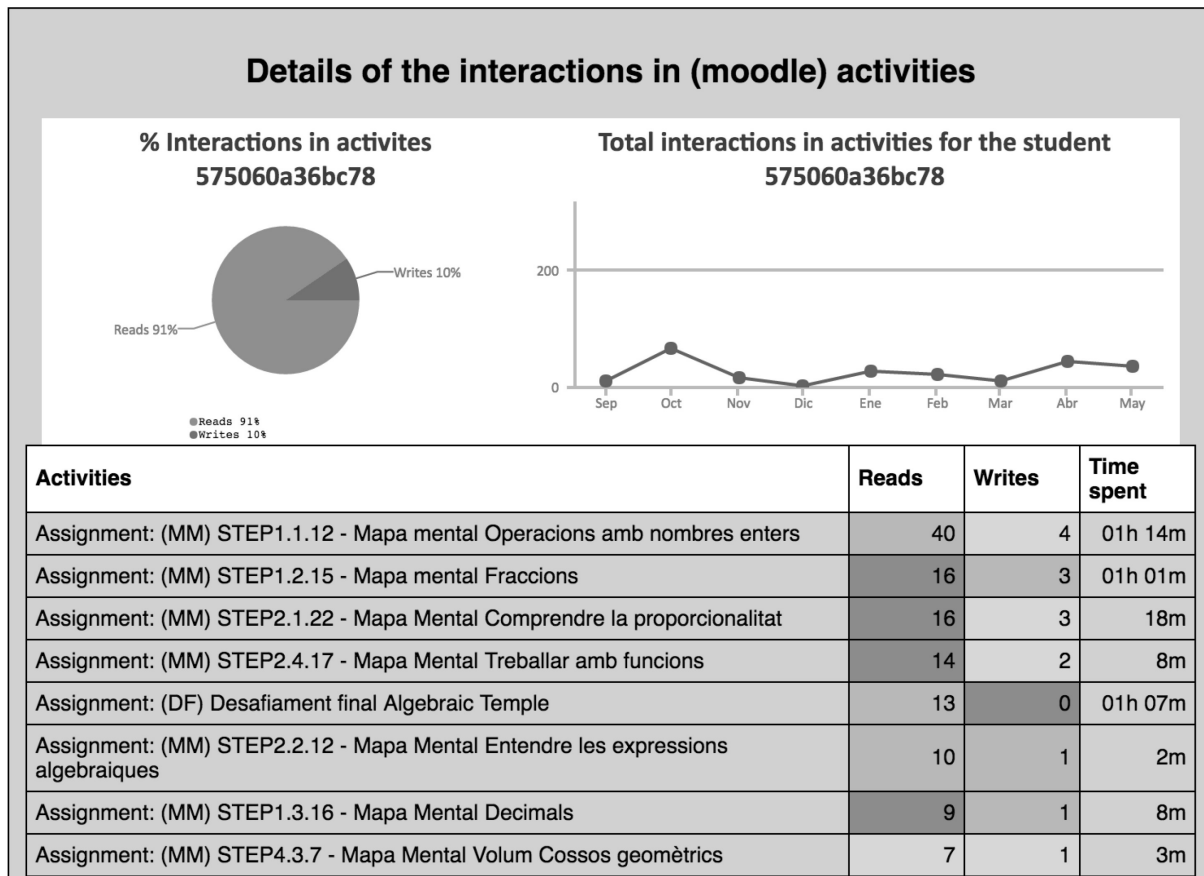 Details of the interactions in (moodle) activities
% Interactions in activites
575060a36bc78
Writes 10%
Reads 91%
Reads 91%
Writes 10%
Total interactions in activities for the student
575060a36bc78
200
0
Sep Oct Nov Dic Ene Feb Mar Abr May
Activities Reads Writes Time spent
Assignment: (MM) STEP1.1.12 - Mapa mental Operacions amb nombres enters 40 4 01h 14m
Assignment: (MM) STEP1.2.15 - Mapa mental Fraccions 16 3 01h 01m
Assignment: (MM) STEP2.1.22 - Mapa Mental Comprendre la proporcionalitat 16 3 18m
Assignment: (MM) STEP2.4.17 - Mapa Mental Treballar amb funcions 14 2 8m
Assignment: (DF) Desafiament final Algebraic Temple 13 0 01h 07m
Assignment: (MM) STEP2.2.12 - Mapa Mental Entendre les expressions
algebraiques 10 1 2m
Assignment: (MM) STEP1.3.16 - Mapa Mental Decimals 9 1 8m
Assignment: (MM) STEP4.3.7 - Mapa Mental Volum Cossos geomètrics 7 1 3m